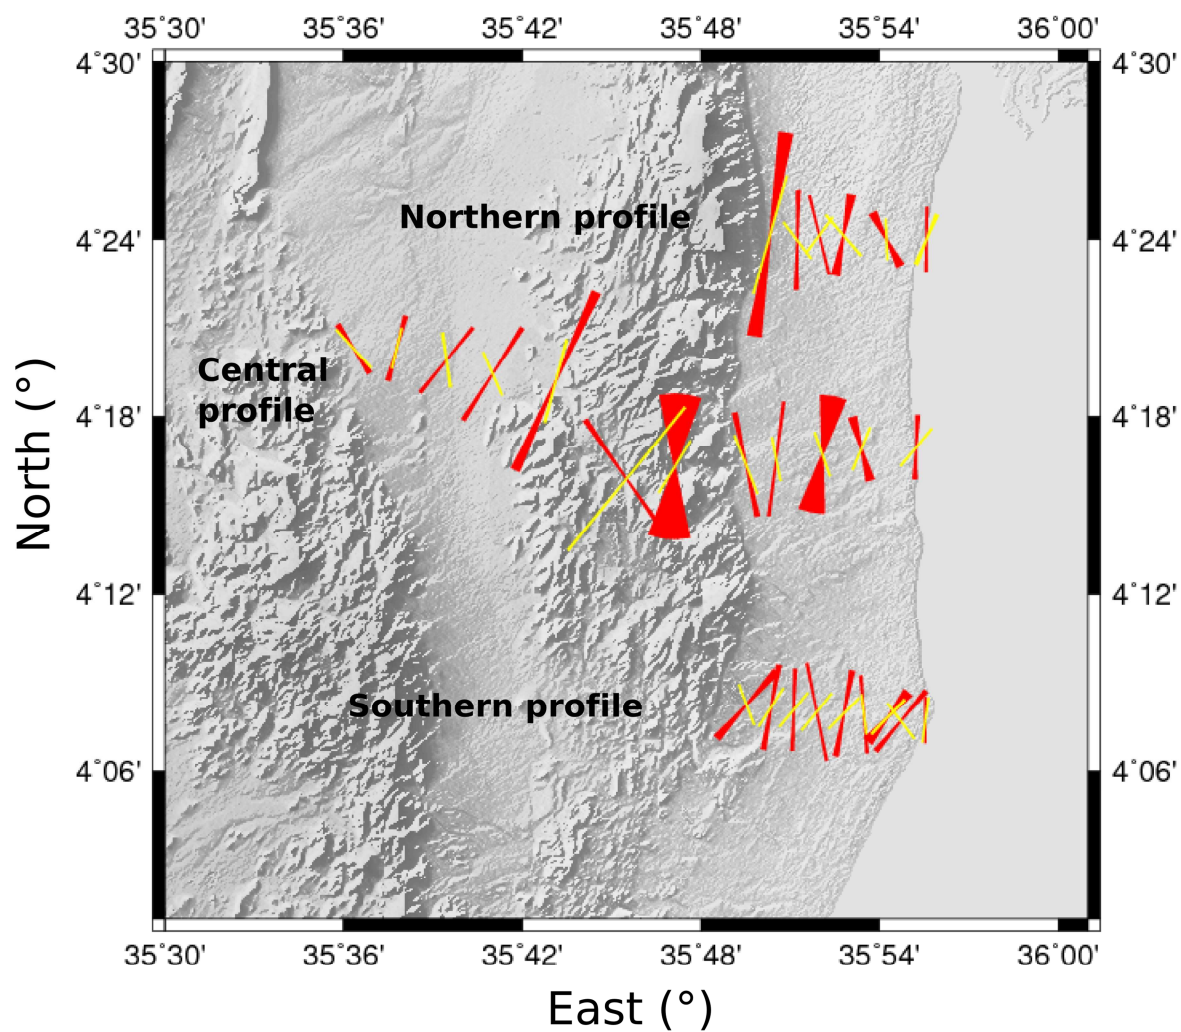 35°30' 35°36' 35°42' 35°48' 35°54' 36°00'
4°30' 4°30'
Northern profile
4°24' 4°24'
Central
profile
4°18' 4°18'
North (°)
4°12' 4°12'
Southern profile
4°06' 4°06'
35°30' 35°36' 35°42' 35°48' 35°54' 36°00'
East (°)